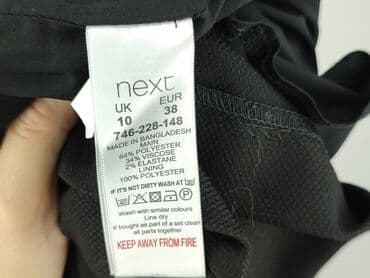 next
UK EUR
10 38
746-228-148
MADE IN BANGLADESH
MAIN
64% POLYESTER
34% VISCOSE
2% ELASTANE
LINING
100% POLYESTER
IF IT'S NOT DIRTY WASH AT
Wash with similar colours
Line dry
If bought as part of a set clean
all parts together
KEEP AWAY FROM FIRE